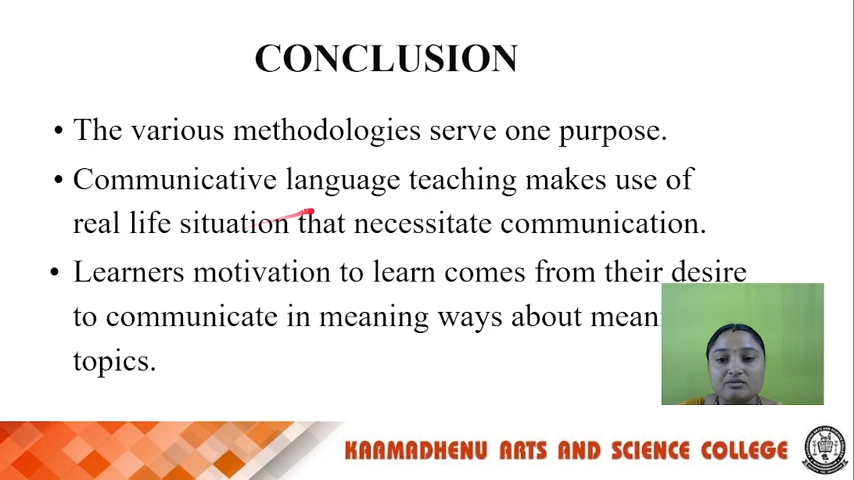 CONCLUSION
• The various methodologies serve one purpose.
• Communicative language teaching makes use of
real life situation that necessitate communication.
• Learners motivation to learn comes from their desire
to communicate in meaning ways about
topics.
KAAMADHENU ARTS AND SCIENCE COLLEGE